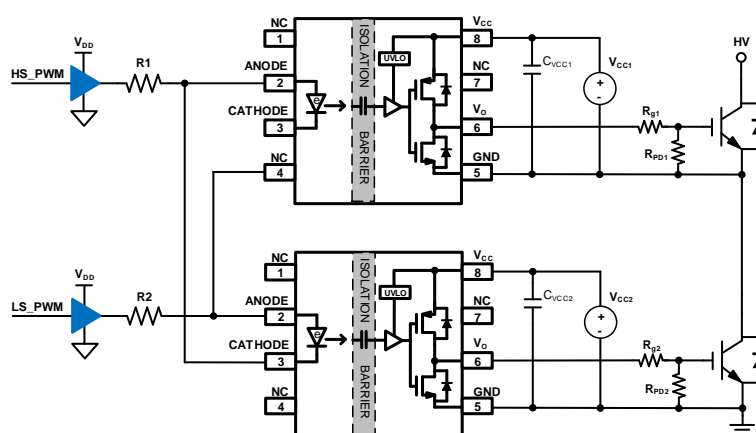 NC
1
ANODE
2
CATHODE
3
NC
4
ISOLATION
BARRIER
UVLO
e
VCC
8
NC
7
VO
6
GND
5
CVCC1
VCC1
+
-
Rg1
RPD1
HV
VDD
HS_PWM
R1
VDD
LS_PWM
R2
NC
1
ANODE
2
CATHODE
3
NC
4
ISOLATION
BARRIER
UVLO
e
VCC
8
NC
7
VO
6
GND
5
CVCC2
VCC2
+
-
Rg2
RPD2